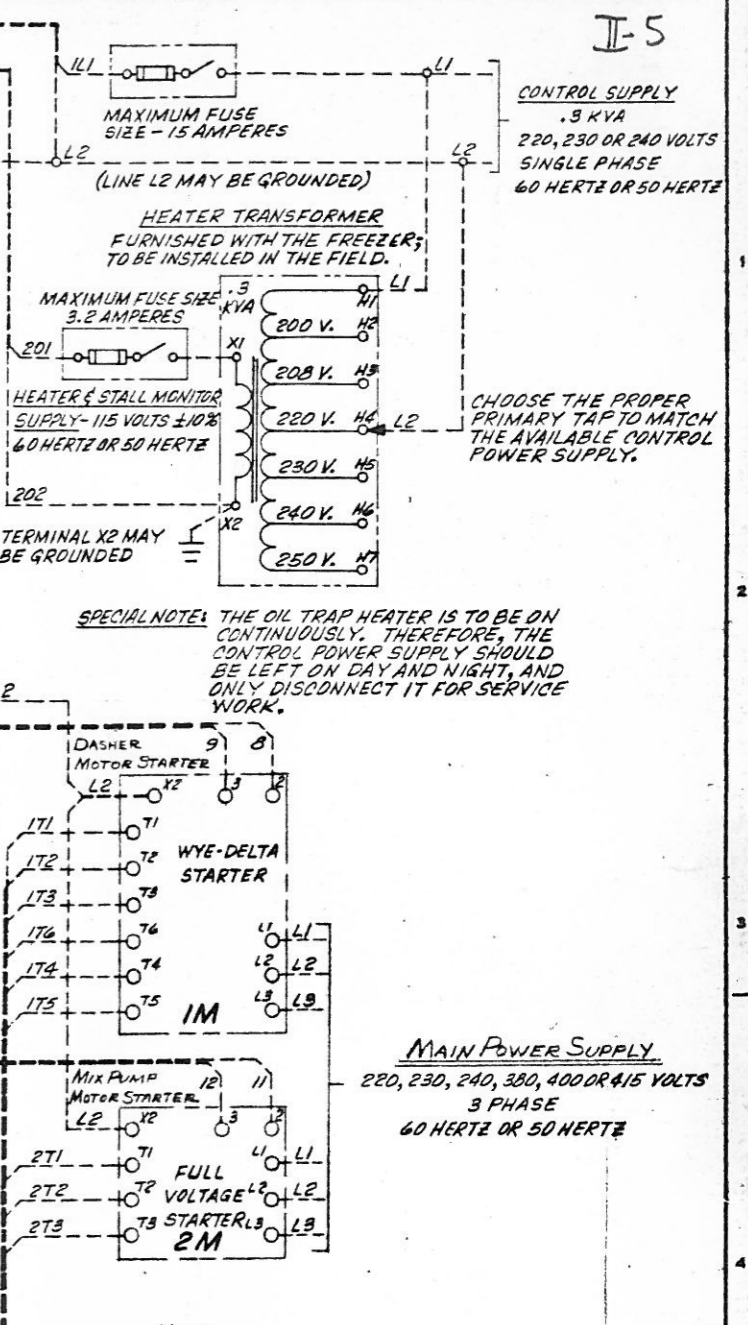 II-5
1L1
L1
MAXIMUM FUSE
SIZE - 15 AMPERES
CONTROL SUPPLY
.3 KVA
220, 230 OR 240 VOLTS
SINGLE PHASE
60 HERTZ OR 50 HERTZ
L2
L2
(LINE L2 MAY BE GROUNDED)
HEATER TRANSFORMER
FURNISHED WITH THE FREEZER;
TO BE INSTALLED IN THE FIELD.
1
L1
MAXIMUM FUSE SIZE
3.2 AMPERES
.3
KVA
H1
200 V. H2
201
X1
208 V. H3
HEATER & STALL MONITOR
SUPPLY - 115 VOLTS ±10%
60 HERTZ OR 50 HERTZ
220 V. H4
L2
CHOOSE THE PROPER
PRIMARY TAP TO MATCH
THE AVAILABLE CONTROL
POWER SUPPLY.
230 V. H5
202
X2
240 V. H6
TERMINAL X2 MAY
BE GROUNDED
250 V. H7
2
SPECIAL NOTE: THE OIL TRAP HEATER IS TO BE ON
CONTINUOUSLY. THEREFORE, THE
CONTROL POWER SUPPLY SHOULD
BE LEFT ON DAY AND NIGHT, AND
ONLY DISCONNECT IT FOR SERVICE
WORK.
2
DASHER
MOTOR STARTER
9 8
L2 X2 3 2
1T1 T1
1T2 T2
WYE-DELTA
STARTER
1T3 T3
3
1T6 T6 L1 L1
1T4 T4 L2 L2
1T5 T5 1M L3 L3
MAIN POWER SUPPLY
220, 230, 240, 380, 400 OR 415 VOLTS
3 PHASE
60 HERTZ OR 50 HERTZ
MIX PUMP
MOTOR STARTER
12 11
L2 X2 3 2
2T1 T1 L1 L1
FULL
2T2 T2 VOLTAGE L2 L2
2T3 T3 STARTER L3 L3
2M
4